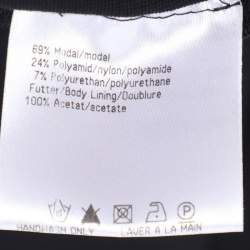 69% Modal/model
24% Polyamid/nylon/polyamide
7% Polyurethan/polyurethane
Futter/Body Lining/Doublure
100% Acetat/acetate
P
HANDWASH ONLY LAVER A LA MAIN